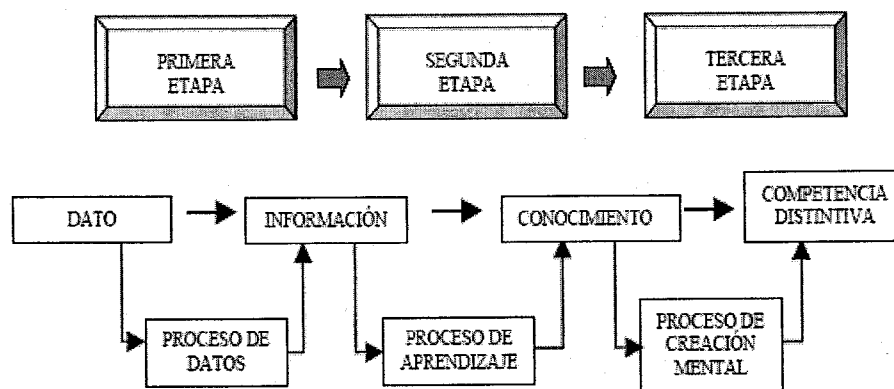 PRIMERA
ETAPA
SEGUNDA
ETAPA
TERCERA
ETAPA
DATO
INFORMACIÓN
CONOCIMIENTO
COMPETENCIA
DISTINTIVA
PROCESO DE
DATOS
PROCESO DE
APRENDIZAJE
PROCESO DE
CREACIÓN
MENTAL